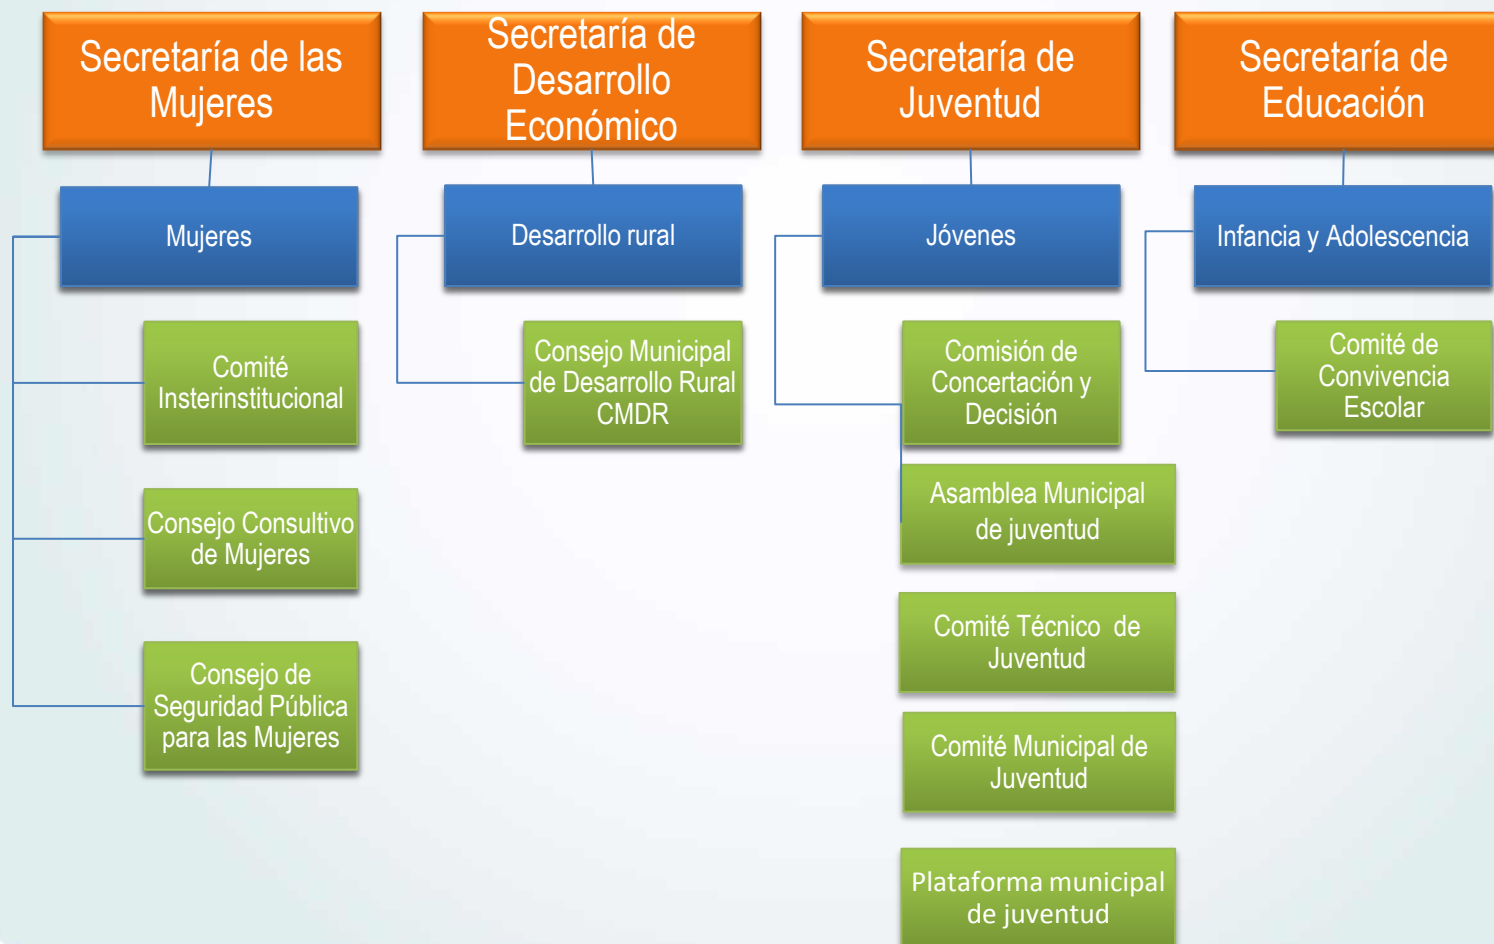 Secretaría de las
Mujeres
Mujeres
Comité
Insterinstitucional
Consejo Consultivo
de Mujeres
Consejo de
Seguridad Pública
para las Mujeres
Secretaría de
Desarrollo
Económico
Desarrollo rural
Consejo Municipal
de Desarrollo Rural
CMDR
Secretaría de
Juventud
Jóvenes
Comisión de
Concertación y
Decisión
Asamblea Municipal
de juventud
Comité Técnico de
Juventud
Comité Municipal de
Juventud
Plataforma municipal
de juventud
Secretaría de
Educación
Infancia y Adolescencia
Comité de
Convivencia
Escolar